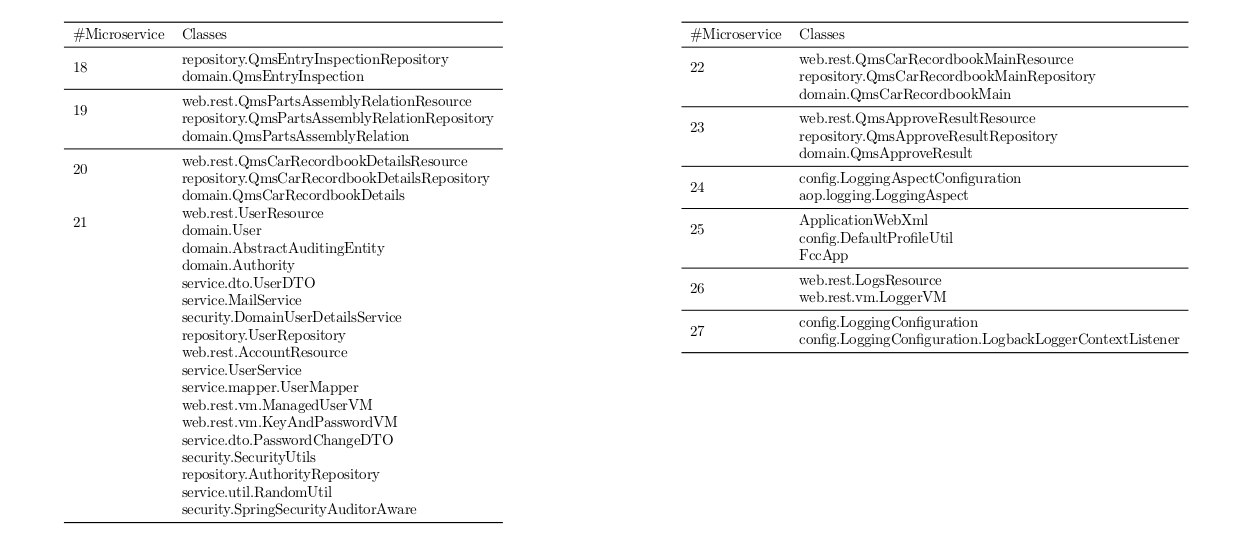 #Microservice Classes
18
repository.QmsEntryInspectionRepository
domain.QmsEntryInspection
19
web.rest.QmsPartsAssemblyRelationResource
repository.QmsPartsAssemblyRelationRepository
domain.QmsPartsAssemblyRelation
20
web.rest.QmsCarRecordbookDetailsResource
repository.QmsCarRecordbookDetailsRepository
domain.QmsCarRecordbookDetails
21
web.rest.UserResource
domain.User
domain.AbstractAuditingEntity
domain.Authority
service.dto.UserDTO
service.MailService
security.DomainUserDetailsService
repository.UserRepository
web.rest.AccountResource
service.UserService
service.mapper.UserMapper
web.rest.vm.ManagedUserVM
web.rest.vm.KeyAndPasswordVM
service.dto.PasswordChangeDTO
security.SecurityUtils
repository.AuthorityRepository
service.util.RandomUtil
security.SpringSecurityAuditorAware
#Microservice Classes
22
web.rest.QmsCarRecordbookMainResource
repository.QmsCarRecordbookMainRepository
domain.QmsCarRecordbookMain
23
web.rest.QmsApproveResultResource
repository.QmsApproveResultRepository
domain.QmsApproveResult
24
config.LoggingAspectConfiguration
aop.logging.LoggingAspect
25
ApplicationWebXml
config.DefaultProfileUtil
FccApp
26
web.rest.LogsResource
web.rest.vm.LoggerVM
27
config.LoggingConfiguration
config.LoggingConfiguration.LogbackLoggerContextListener